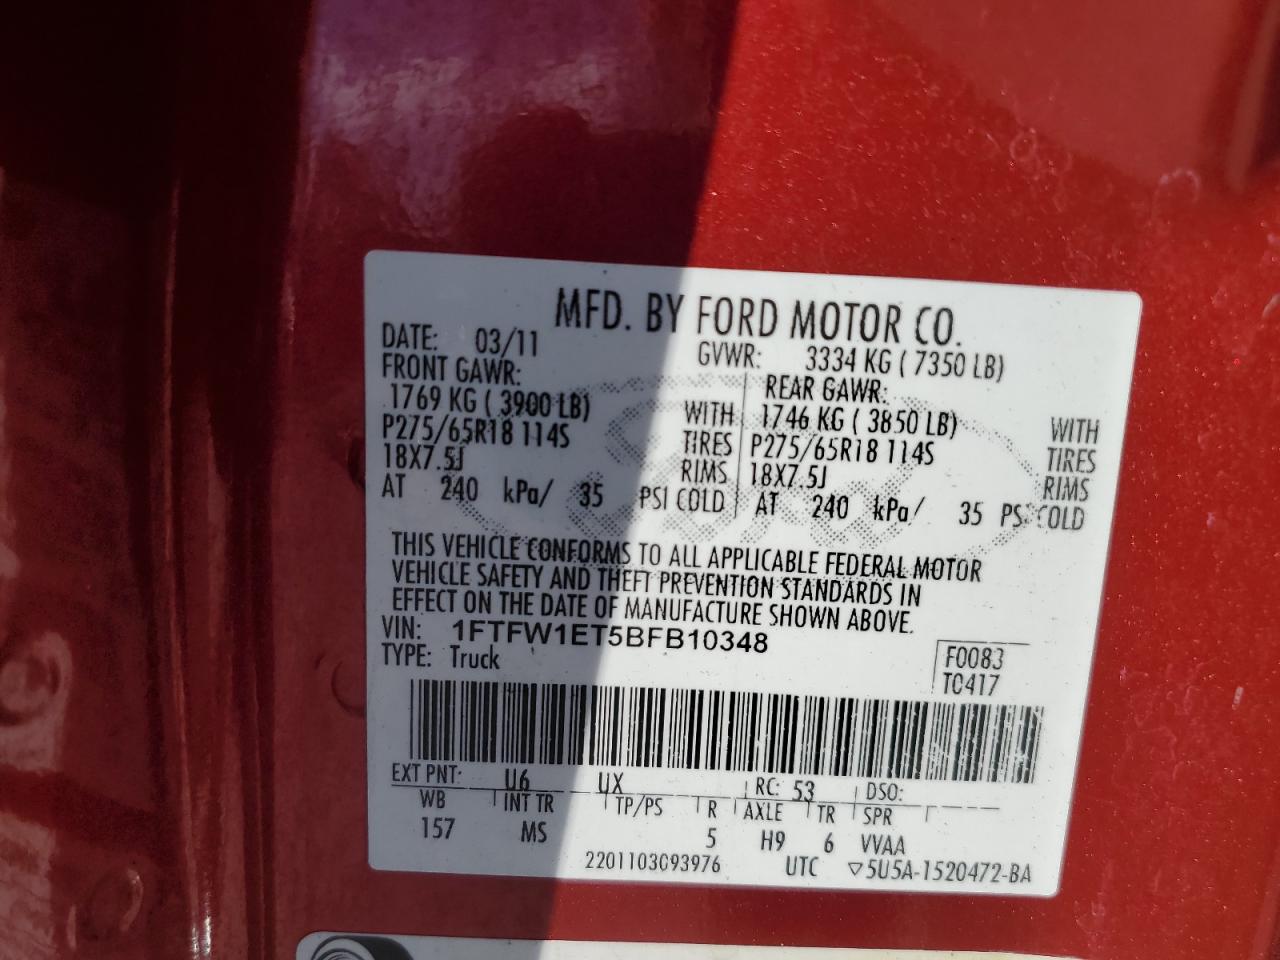 MFD. BY FORD MOTOR CO.
DATE: 03/11 GVWR: 3334 KG ( 7350 LB)
FRONT GAWR: REAR GAWR:
1769 KG ( 3900 LB) WITH 1746 KG ( 3850 LB) WITH
P275/65R18 114S TIRES P275/65R18 114S TIRES
18X7.5J RIMS 18X7.5J RIMS
AT 240 kPa/ 35 PSI COLD AT 240 kPa/ 35 PSI COLD
THIS VEHICLE CONFORMS TO ALL APPLICABLE FEDERAL MOTOR
VEHICLE SAFETY AND THEFT PREVENTION STANDARDS IN
EFFECT ON THE DATE OF MANUFACTURE SHOWN ABOVE.
VIN: 1FTFW1ET5BFB10348 F0083
TYPE: Truck T0417
EXT PNT: U6 UX RC: 53 DSO:
WB INT TR TP/PS R AXLE TR SPR
157 MS 5 H9 6 VVAA
2201103093976 UTC ▽5U5A-1520472-BA